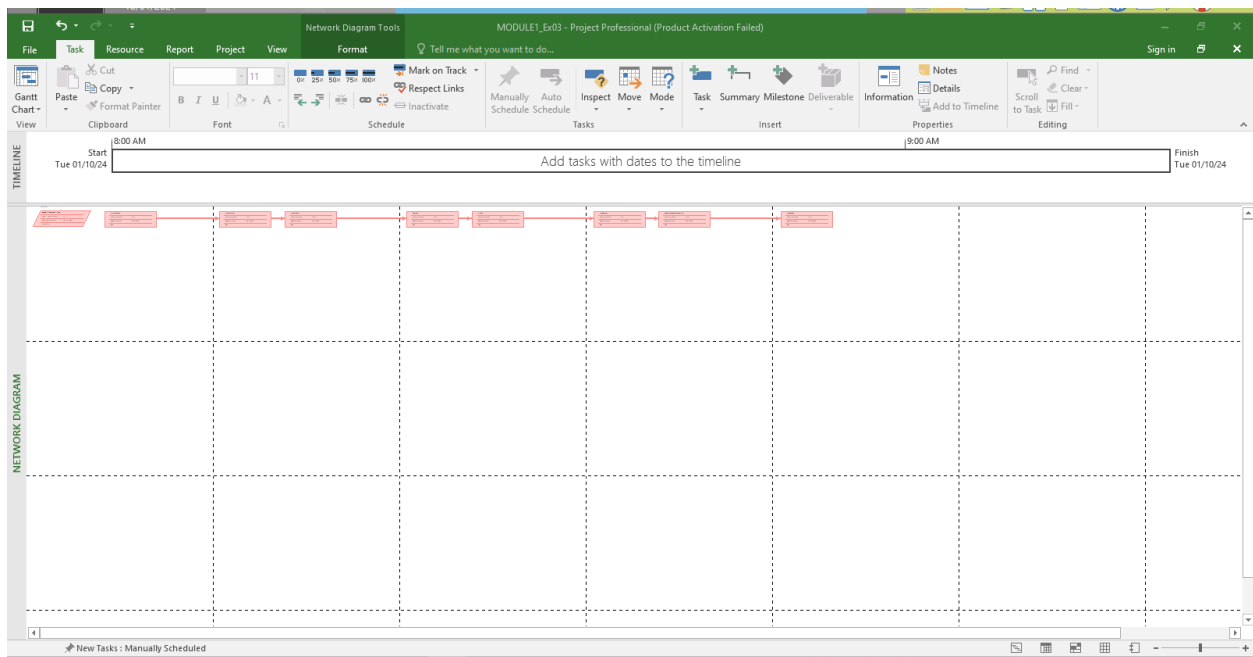 Network Diagram Tools
MODULE1_Ex03 - Project Professional (Product Activation Failed)
File Task Resource Report Project View Format Tell me what you want to do... Sign in
Gantt Chart
View
Paste
Cut
Copy
Format Painter
Clipboard
11
B I U A
Font
0× 25× 50× 75× 100×
Mark on Track
Respect Links
Inactivate
Schedule
Manually Schedule
Auto Schedule
Inspect
Move
Mode
Tasks
Task
Summary
Milestone
Deliverable
Insert
Information
Notes
Details
Add to Timeline
Properties
Scroll to Task
Find
Clear
Fill
Editing
TIMELINE
8:00 AM
9:00 AM
Start
Tue 01/10/24
Add tasks with dates to the timeline
Finish
Tue 01/10/24
NETWORK DIAGRAM
New Tasks : Manually Scheduled